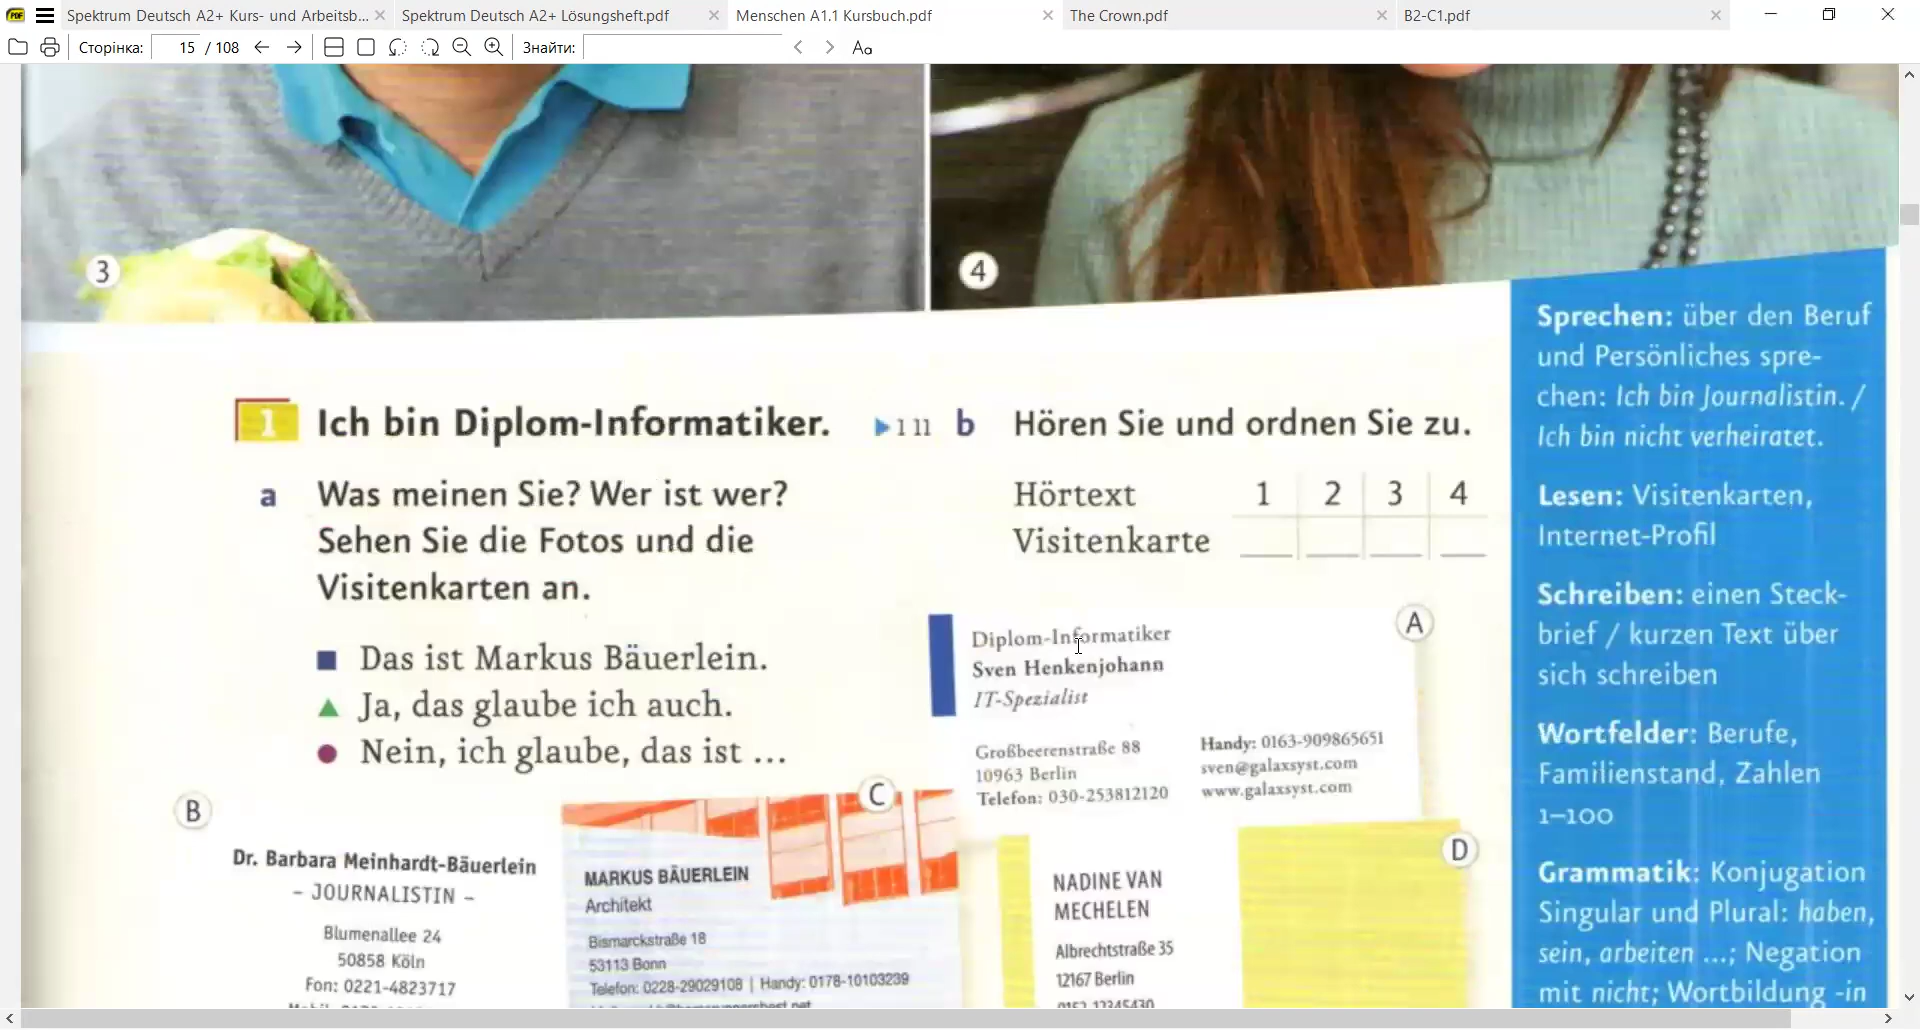 Spektrum Deutsch A2+ Kurs- und Arbeitsb...
Spektrum Deutsch A2+ Lösungsheft.pdf
Menschen A1.1 Kursbuch.pdf
The Crown.pdf
B2-C1.pdf
Сторінка: 15 / 108
Знайти:
Aa
3
4
1 Ich bin Diplom-Informatiker.
a Was meinen Sie? Wer ist wer?
Sehen Sie die Fotos und die
Visitenkarten an.
Das ist Markus Bäuerlein.
Ja, das glaube ich auch.
Nein, ich glaube, das ist ...
1 11 b Hören Sie und ordnen Sie zu.
Hörtext 1 2 3 4
Visitenkarte
A
Diplom-Informatiker
Sven Henkenjohann
IT-Spezialist
Großbeerenstraße 88
10963 Berlin
Telefon: 030-253812120
Handy: 0163-909865651
sven@galaxsyst.com
www.galaxsyst.com
B
Dr. Barbara Meinhardt-Bäuerlein
– JOURNALISTIN –
Blumenallee 24
50858 Köln
Fon: 0221-4823717
C
MARKUS BÄUERLEIN
Architekt
Bismarckstraße 18
53113 Bonn
Telefon: 0228-29029108 | Handy: 0178-10103239
D
NADINE VAN
MECHELEN
Albrechtstraße 35
12167 Berlin
Sprechen: über den Beruf
und Persönliches spre-
chen: Ich bin Journalistin. /
Ich bin nicht verheiratet.
Lesen: Visitenkarten,
Internet-Profil
Schreiben: einen Steck-
brief / kurzen Text über
sich schreiben
Wortfelder: Berufe,
Familienstand, Zahlen
1–100
Grammatik: Konjugation
Singular und Plural: haben,
sein, arbeiten ...; Negation
mit nicht; Wortbildung -in